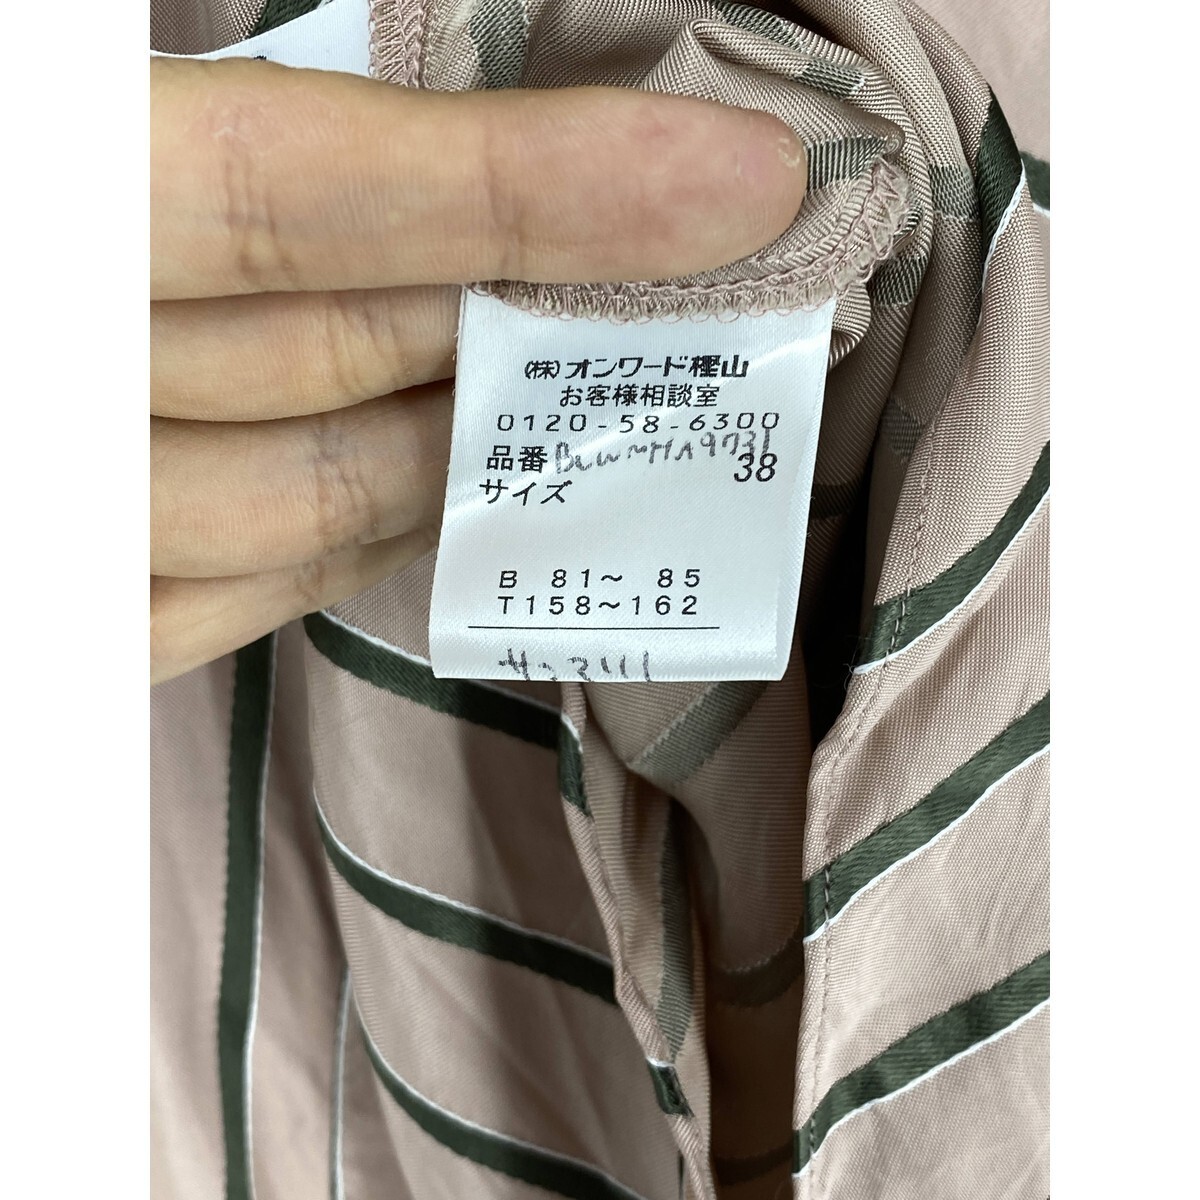 (株)オンワード樫山
お客様相談室
0120-58-6300
品番
サイズ 38
B 81〜 85
T158〜162